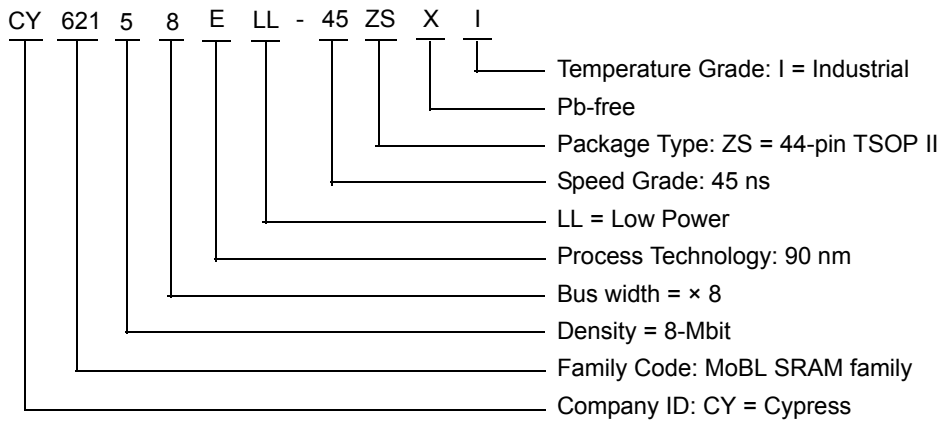 CY 621 5 8 E LL - 45 ZS X I
Temperature Grade: I = Industrial
Pb-free
Package Type: ZS = 44-pin TSOP II
Speed Grade: 45 ns
LL = Low Power
Process Technology: 90 nm
Bus width = × 8
Density = 8-Mbit
Family Code: MoBL SRAM family
Company ID: CY = Cypress